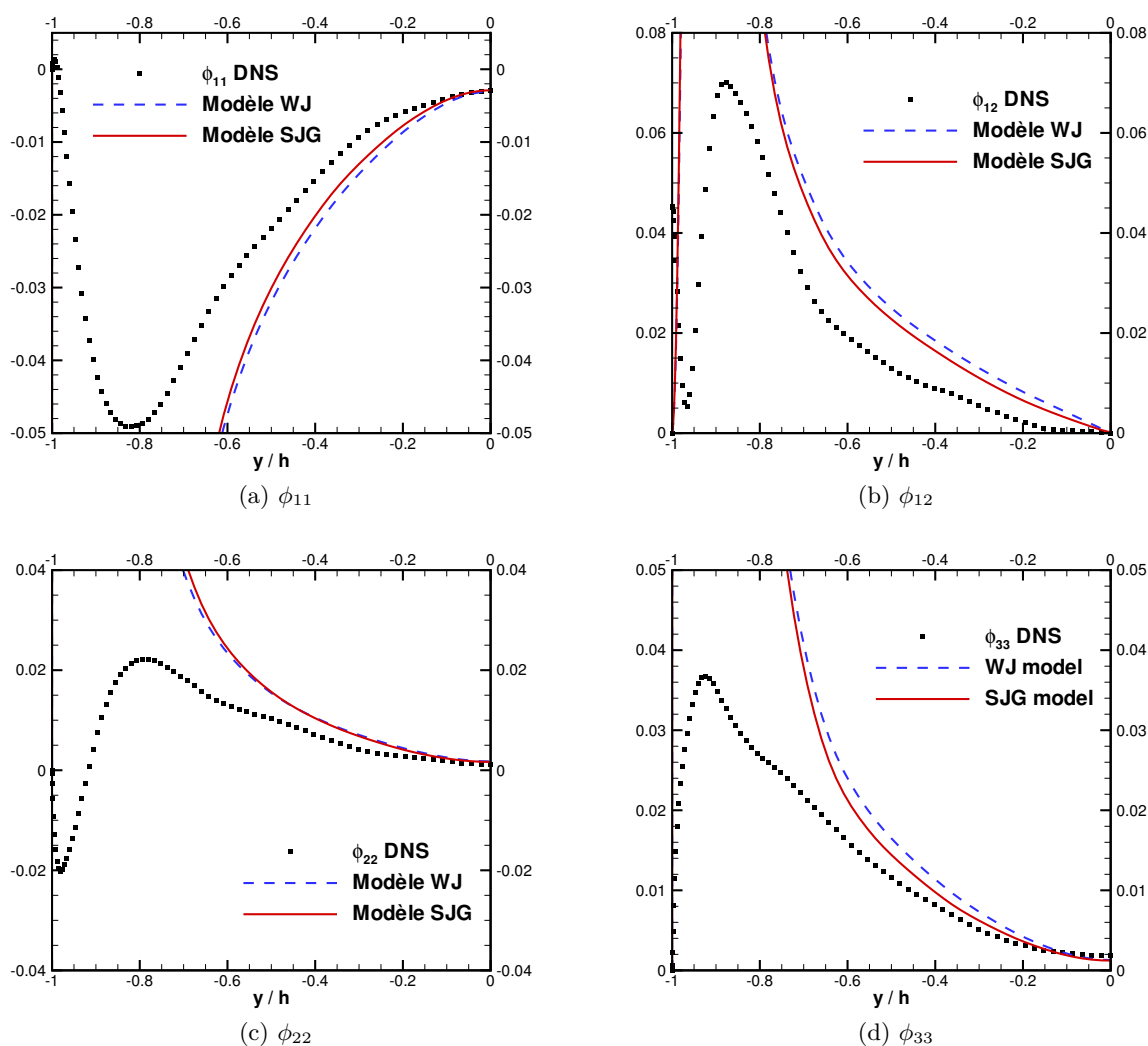 -1 -0.8 -0.6 -0.4 -0.2 0
0 -0.01 -0.02 -0.03 -0.04 -0.05
ϕ11 DNS
Modèle WJ
Modèle SJG
0 -0.01 -0.02 -0.03 -0.04 -0.05
-1 -0.8 -0.6 -0.4 -0.2 0
y / h
(a) ϕ11
-1 -0.8 -0.6 -0.4 -0.2 0
0.08 0.06 0.04 0.02 0
ϕ12 DNS
Modèle WJ
Modèle SJG
0.08 0.06 0.04 0.02 0
-1 -0.8 -0.6 -0.4 -0.2 0
y / h
(b) ϕ12
-1 -0.8 -0.6 -0.4 -0.2 0
0.04 0.02 0 -0.02 -0.04
ϕ22 DNS
Modèle WJ
Modèle SJG
0.04 0.02 0 -0.02 -0.04
-1 -0.8 -0.6 -0.4 -0.2 0
y / h
(c) ϕ22
-1 -0.8 -0.6 -0.4 -0.2 0
0.05 0.04 0.03 0.02 0.01 0
ϕ33 DNS
WJ model
SJG model
0.05 0.04 0.03 0.02 0.01 0
-1 -0.8 -0.6 -0.4 -0.2 0
y / h
(d) ϕ33